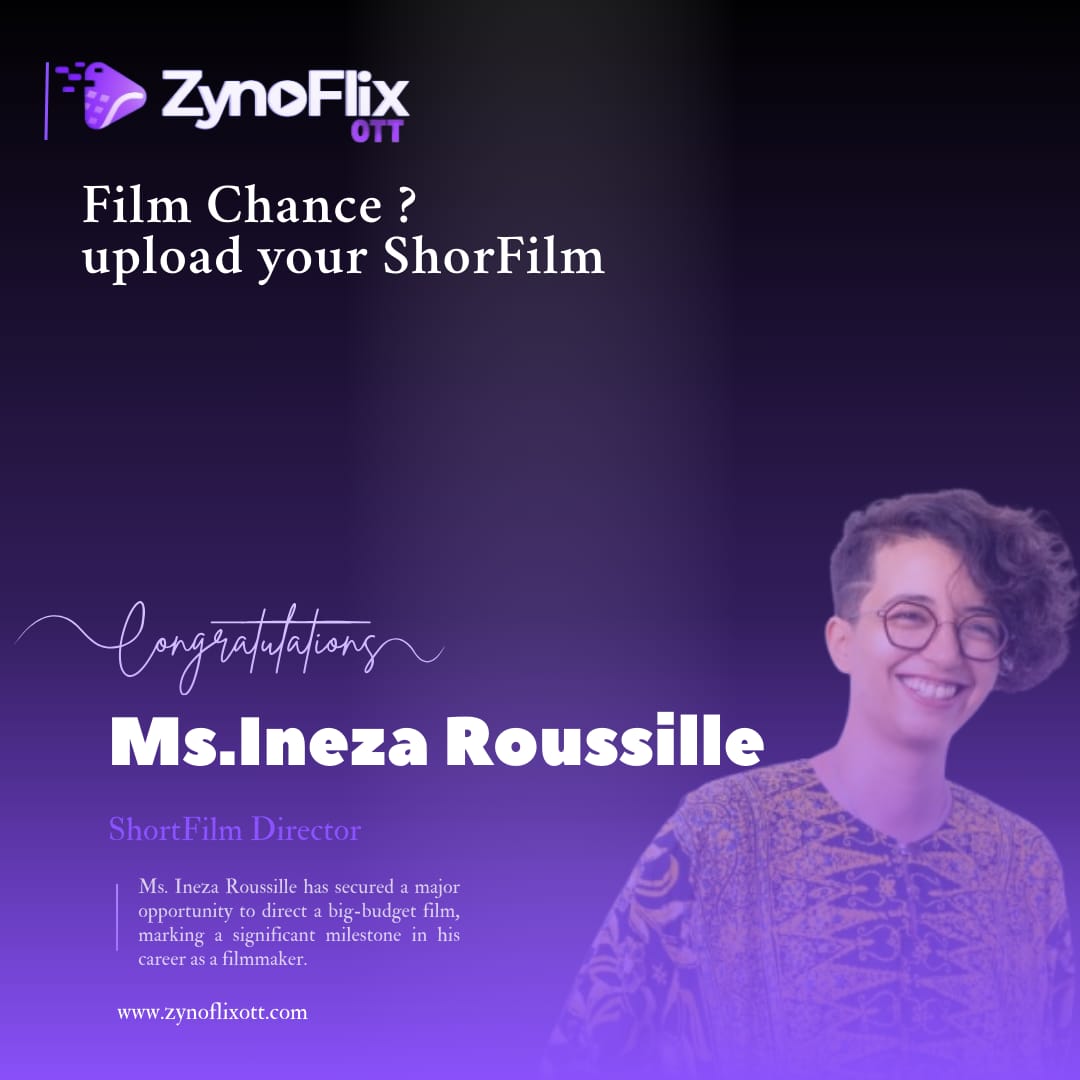 ZynoFlix
OTT
Film Chance ?
upload your ShorFilm
Congratulations
Ms.Ineza Roussille
ShortFilm Director
Ms. Ineza Roussille has secured a major
opportunity to direct a big-budget film,
marking a significant milestone in his
career as a filmmaker.
www.zynoflixott.com